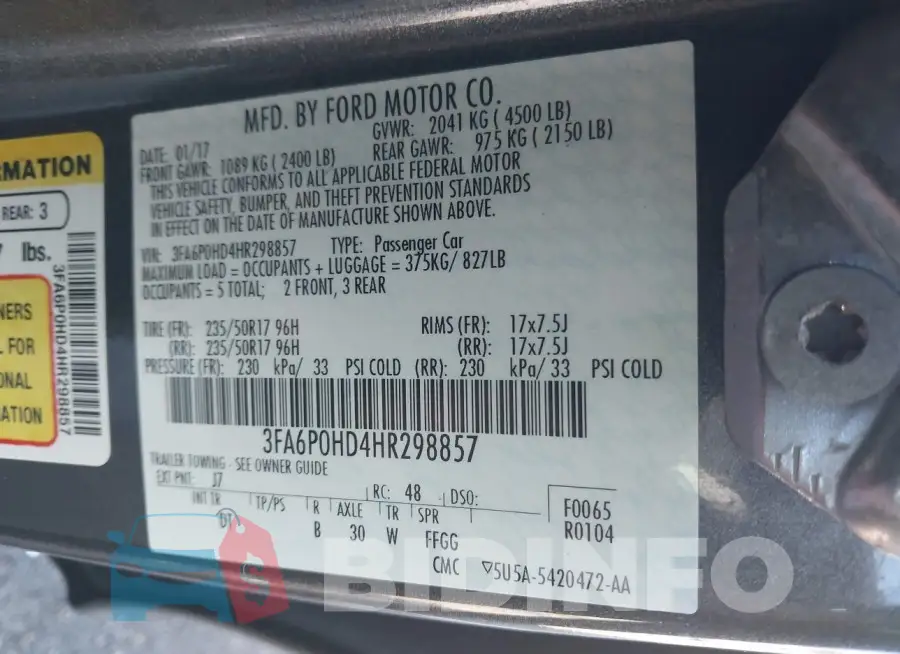 MFD. BY FORD MOTOR CO.
DATE: 01/17 GVWR: 2041 KG ( 4500 LB)
FRONT GAWR: 1089 KG ( 2400 LB) REAR GAWR: 975 KG ( 2150 LB)
THIS VEHICLE CONFORMS TO ALL APPLICABLE FEDERAL MOTOR
VEHICLE SAFETY, BUMPER, AND THEFT PREVENTION STANDARDS
IN EFFECT ON THE DATE OF MANUFACTURE SHOWN ABOVE.
VIN: 3FA6P0HD4HR298857 TYPE: Passenger Car
MAXIMUM LOAD = OCCUPANTS + LUGGAGE = 375KG/ 827LB
OCCUPANTS = 5 TOTAL; 2 FRONT, 3 REAR
TIRE (FR): 235/50R17 96H RIMS (FR): 17x7.5J
(RR): 235/50R17 96H (RR): 17x7.5J
PRESSURE (FR): 230 kPa/ 33 PSI COLD (RR): 230 kPa/ 33 PSI COLD
3FA6P0HD4HR298857
TRAILER TOWING - SEE OWNER GUIDE
EXT PNT: J7 RC: 48 DSO: F0065
INT TR TP/PS R AXLE TR SPR R0104
DT B 30 W FFGG
CMC ▽5U5A-5420472-AA
RMATION
REAR: 3
7 lbs.
3FA6P0HD4HR298857
NERS
L FOR
ONAL
ATION
$ BIDINFO